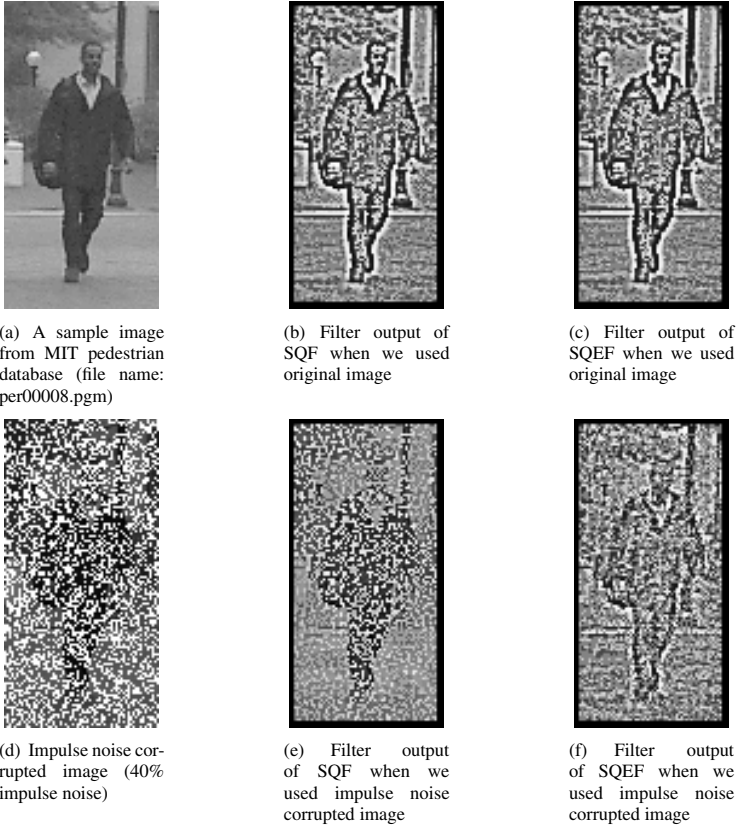 (a) A sample image
from MIT pedestrian
database (file name:
per00008.pgm)
(b) Filter output of
SQF when we used
original image
(c) Filter output of
SQEF when we used
original image
(d) Impulse noise cor-
rupted image (40%
impulse noise)
(e) Filter output
of SQF when we
used impulse noise
corrupted image
(f) Filter output
of SQEF when we
used impulse noise
corrupted image